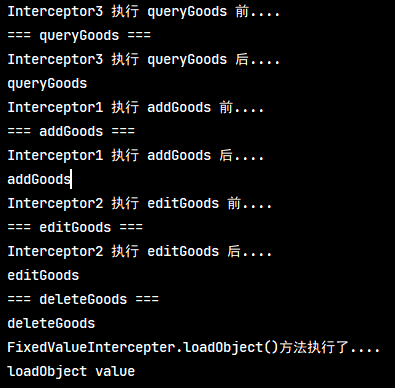 Interceptor3 执行 queryGoods 前....
=== queryGoods ===
Interceptor3 执行 queryGoods 后....
queryGoods
Interceptor1 执行 addGoods 前....
=== addGoods ===
Interceptor1 执行 addGoods 后....
addGoods
Interceptor2 执行 editGoods 前....
=== editGoods ===
Interceptor2 执行 editGoods 后....
editGoods
=== deleteGoods ===
deleteGoods
FixedValueIntercepter.loadObject()方法执行了....
loadObject value